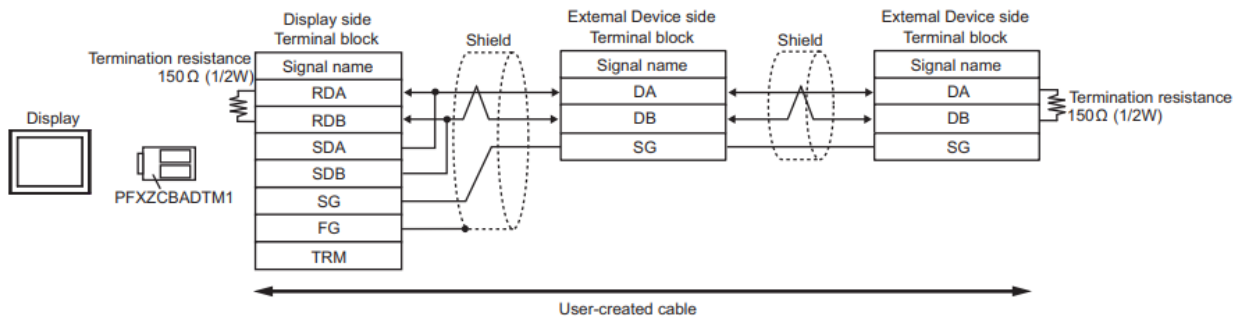 Display side
Terminal block
External Device side
Terminal block
External Device side
Terminal block
Shield
Shield
Termination resistance
150Ω (1/2W)
Signal name
RDA
RDB
SDA
SDB
SG
FG
TRM
Signal name
DA
DB
SG
Signal name
DA
DB
SG
Termination resistance
150Ω (1/2W)
Display
PFXZCBADTM1
User-created cable